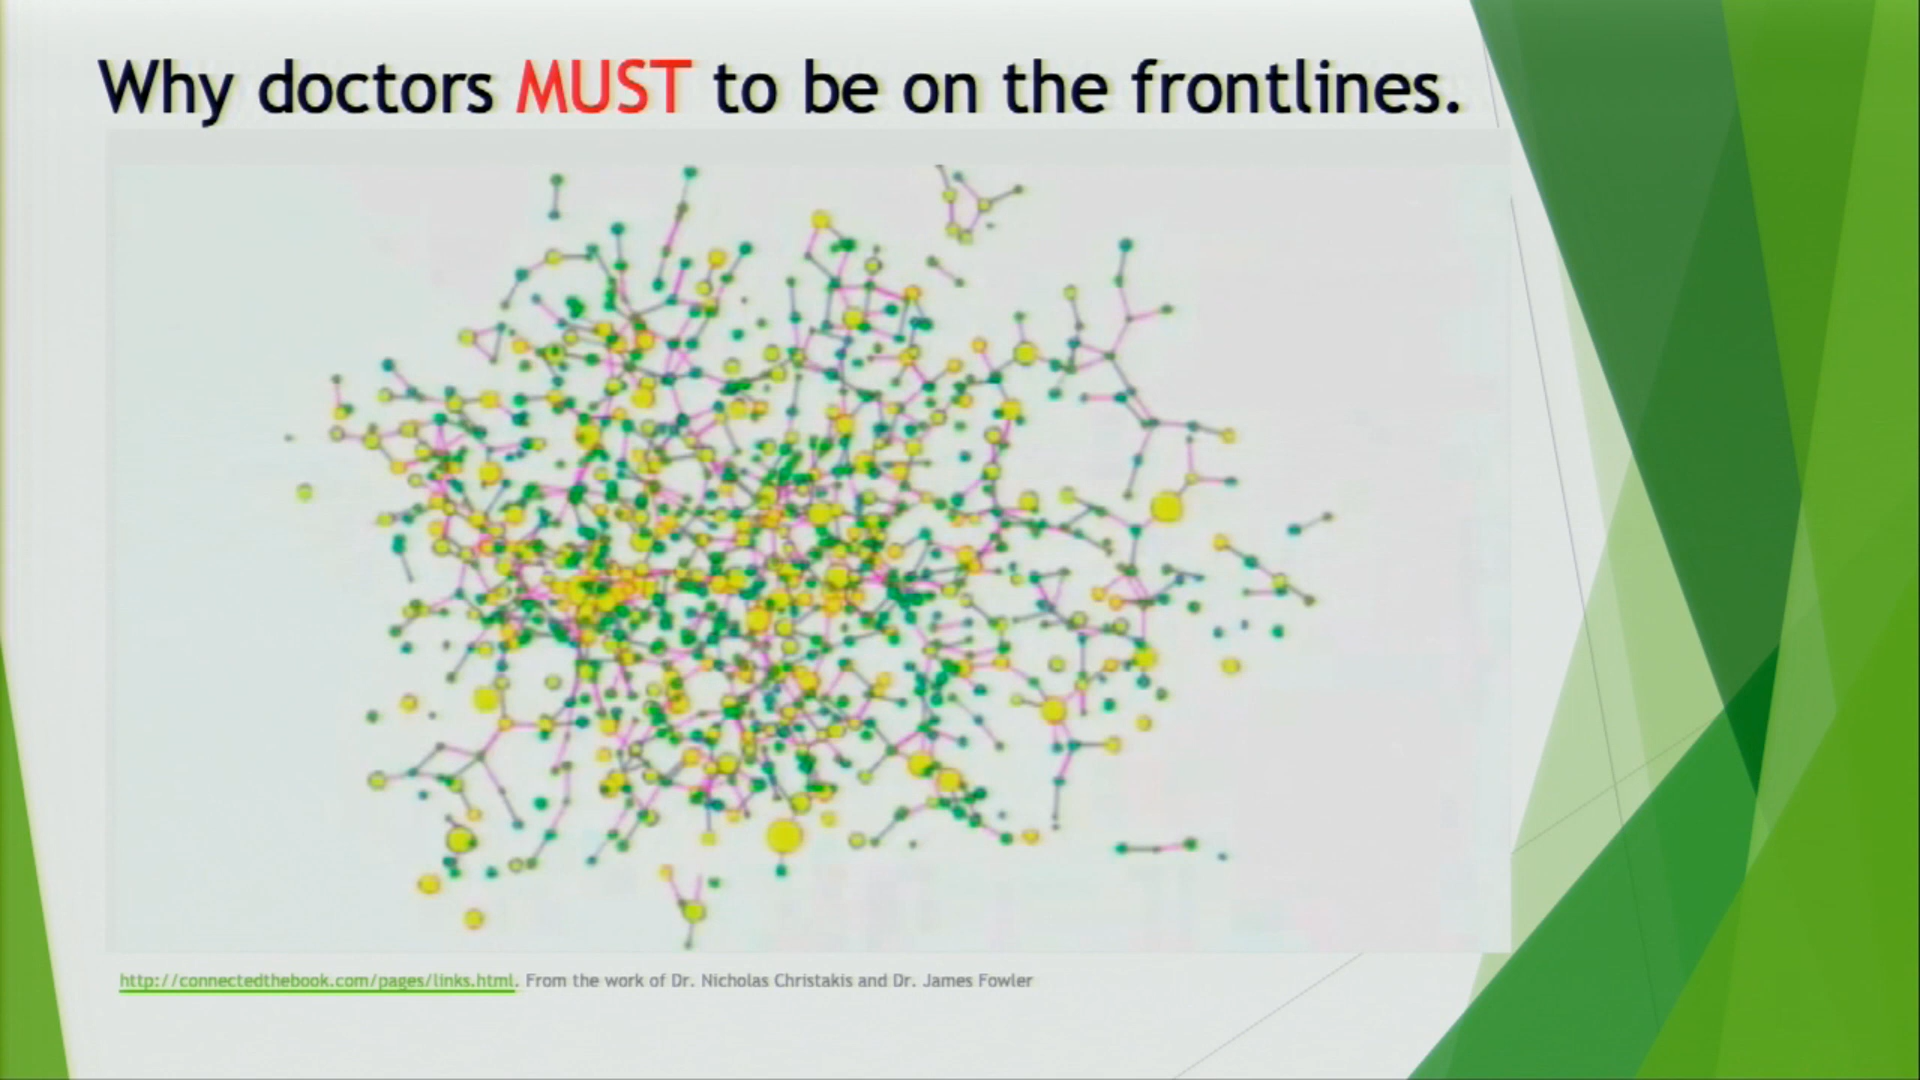 Why doctors MUST to be on the frontlines.
http://connectedthebook.com/pages/links.html. From the work of Dr. Nicholas Christakis and Dr. James Fowler